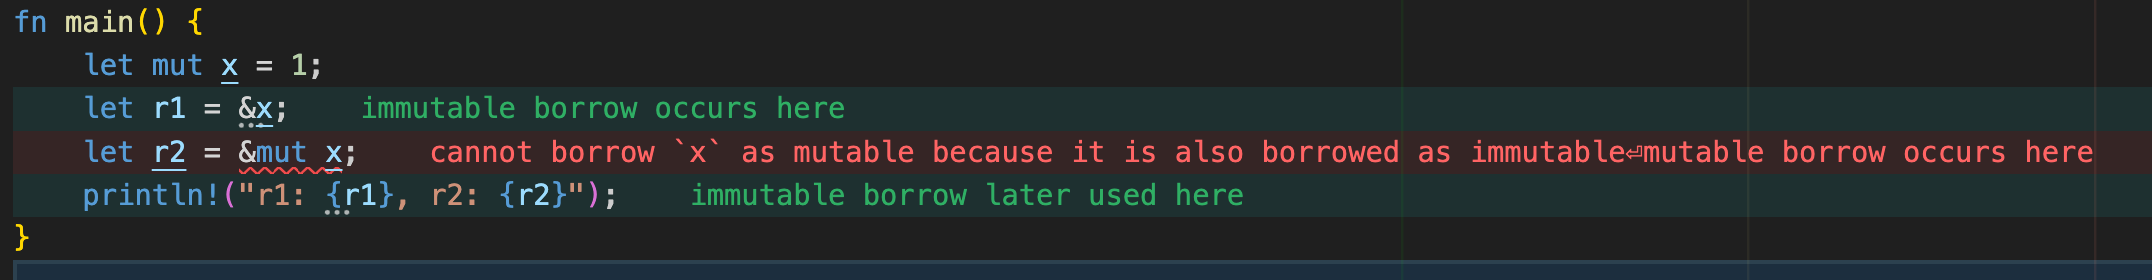 fn main() {
    let mut x = 1;
    let r1 = &x;    immutable borrow occurs here
    let r2 = &mut x;    cannot borrow `x` as mutable because it is also borrowed as immutable⏎mutable borrow occurs here
    println!("r1: {r1}, r2: {r2}");    immutable borrow later used here
}